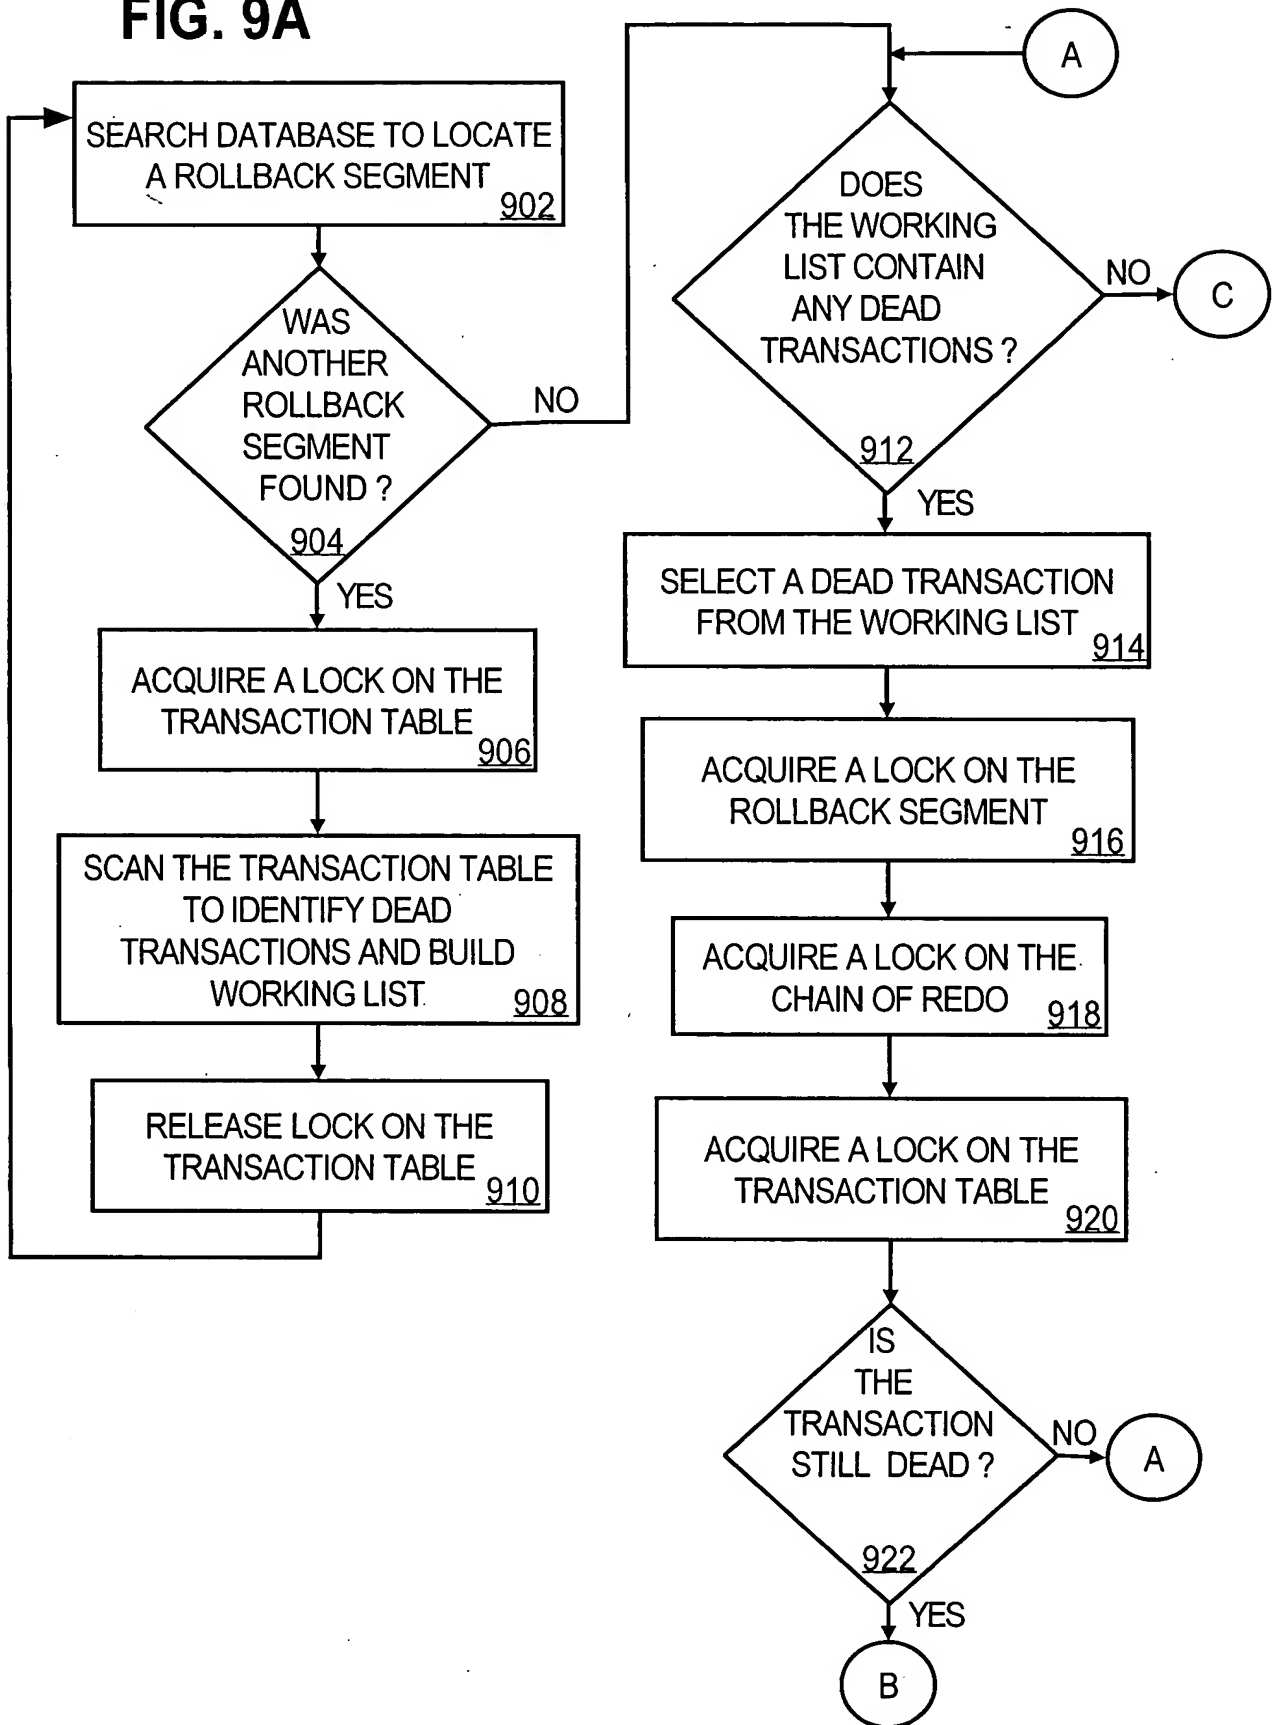 FIG. 9A
SEARCH DATABASE TO LOCATE
A ROLLBACK SEGMENT
902
WAS
ANOTHER
ROLLBACK
SEGMENT
FOUND ?
904
NO
YES
ACQUIRE A LOCK ON THE
TRANSACTION TABLE
906
SCAN THE TRANSACTION TABLE
TO IDENTIFY DEAD
TRANSACTIONS AND BUILD
WORKING LIST
908
RELEASE LOCK ON THE
TRANSACTION TABLE
910
A
DOES
THE WORKING
LIST CONTAIN
ANY DEAD
TRANSACTIONS ?
912
NO
C
YES
SELECT A DEAD TRANSACTION
FROM THE WORKING LIST
914
ACQUIRE A LOCK ON THE
ROLLBACK SEGMENT
916
ACQUIRE A LOCK ON THE
CHAIN OF REDO
918
ACQUIRE A LOCK ON THE
TRANSACTION TABLE
920
IS
THE
TRANSACTION
STILL DEAD ?
922
NO
A
YES
B